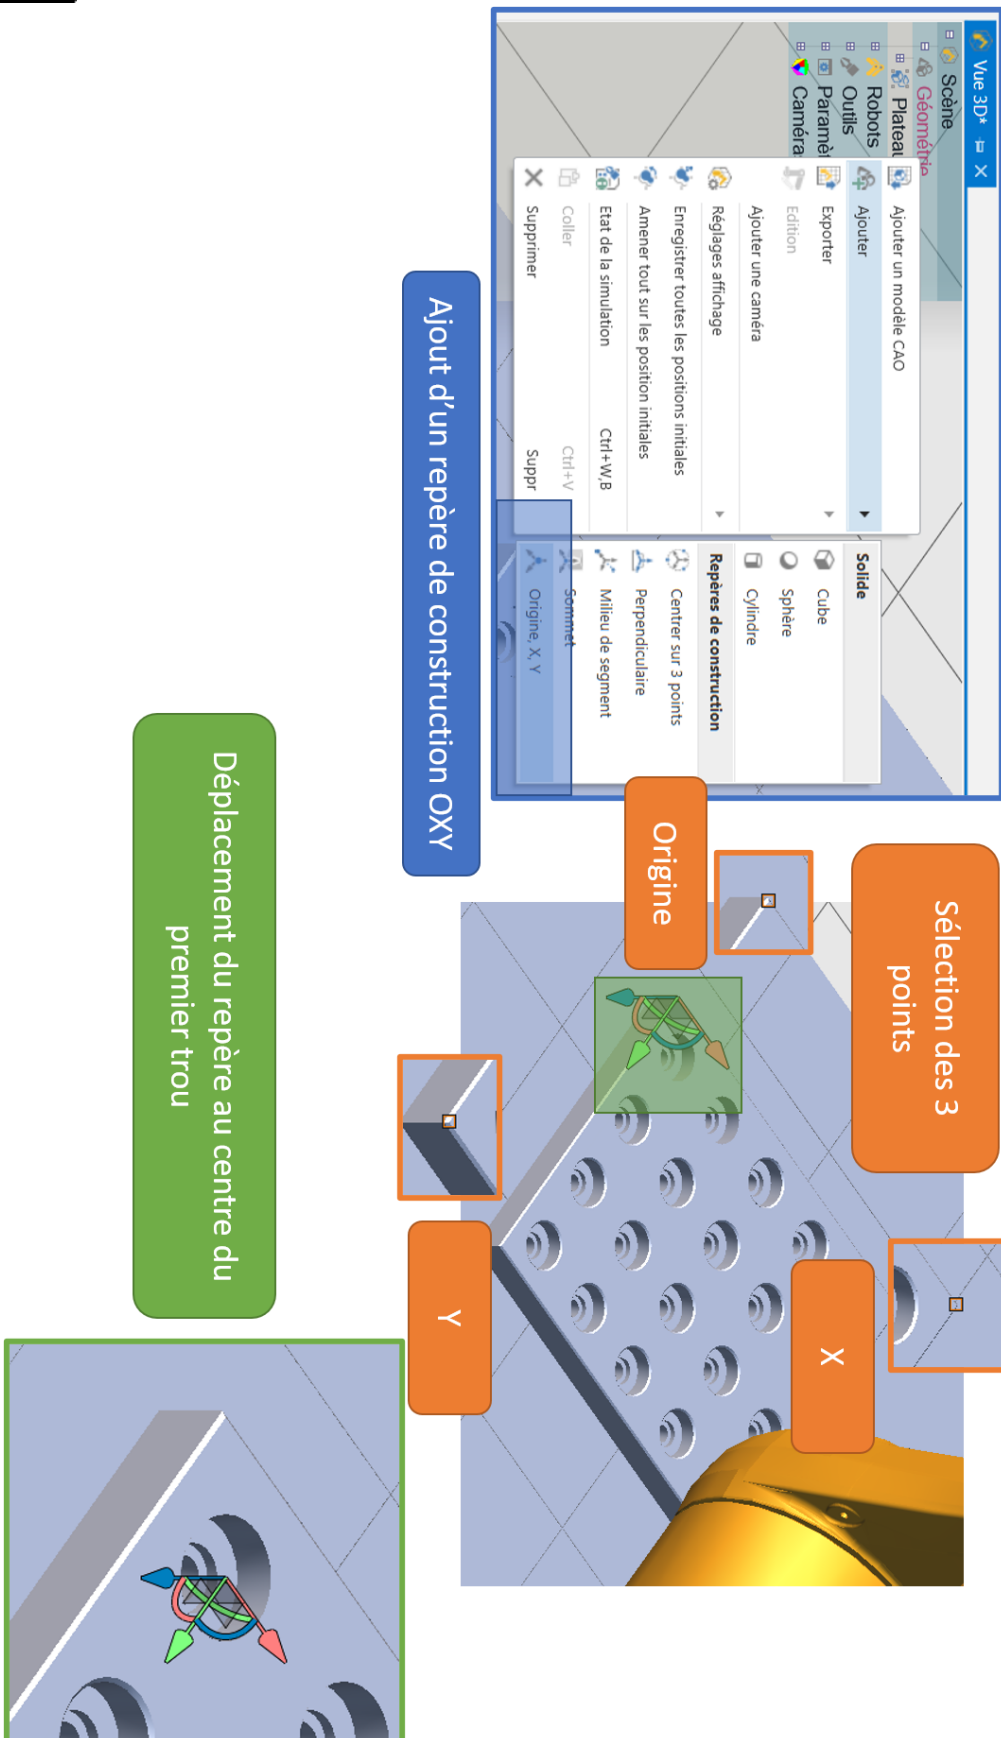 Vue 3D*
Scène
Géométrie
Plateau
Robots
Outils
Paramèt
Caméra
Ajouter un modèle CAO
Ajouter
Exporter
Edition
Ajouter une caméra
Réglages affichage
Enregistrer toutes les positions initiales
Amener tout sur les position initiales
Etat de la simulation Ctrl+W,B
Coller Ctrl+V
Supprimer Suppr
Solide
Cube
Sphère
Cylindre
Repères de construction
Centrer sur 3 points
Perpendiculaire
Milieu de segment
Sommet
Origine, X, Y
Ajout d’un repère de construction OXY
Sélection des 3
points
Origine
X
Y
Déplacement du repère au centre du
premier trou